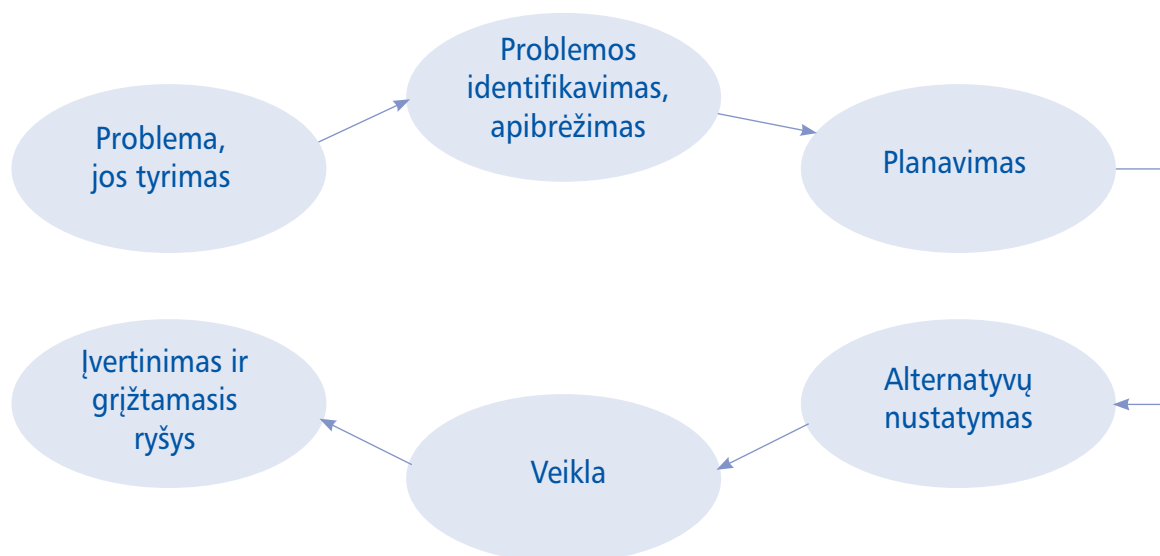 Problema,
jos tyrimas
Problemos
identifikavimas,
apibrėžimas
Planavimas
Alternatyvų
nustatymas
Veikla
Įvertinimas ir
grįžtamasis
ryšys